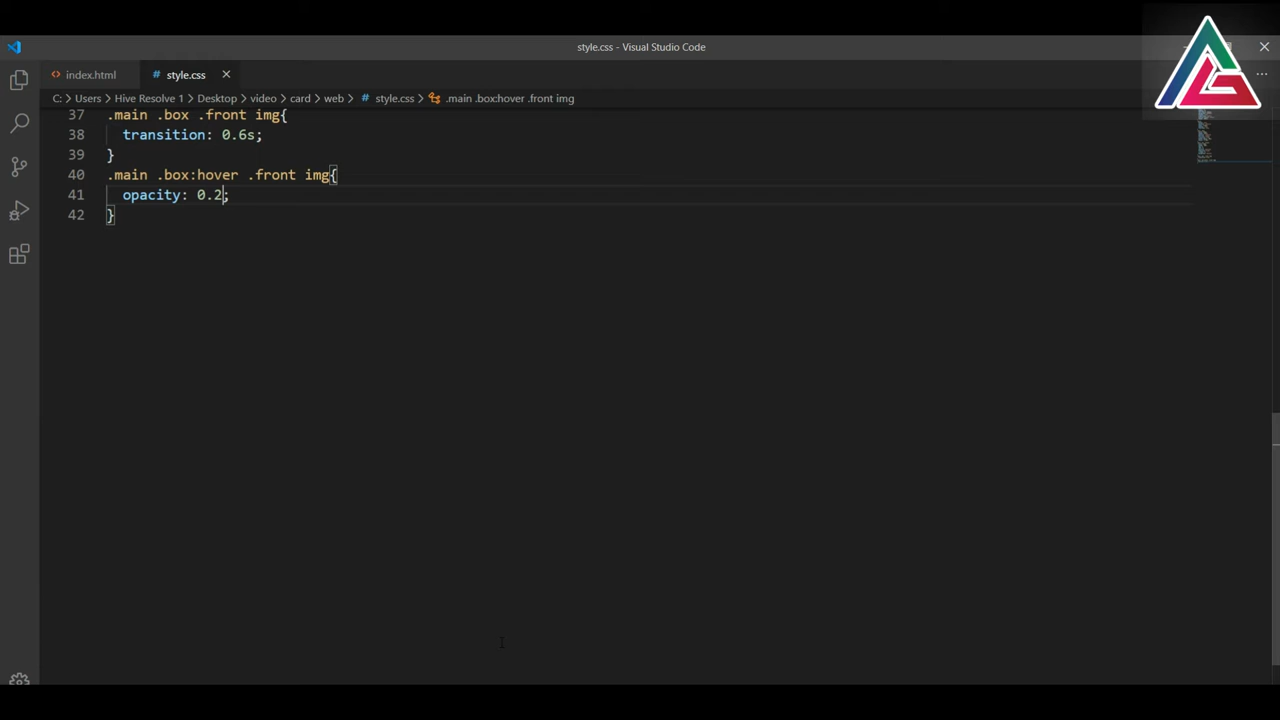 style.css - Visual Studio Code
index.html
# style.css
C: > Users > Hive Resolve 1 > Desktop > video > card > web > # style.css > .main .box:hover .front img
37 .main .box .front img{
38 transition: 0.6s;
39 }
40 .main .box:hover .front img{
41 opacity: 0.2;
42 }